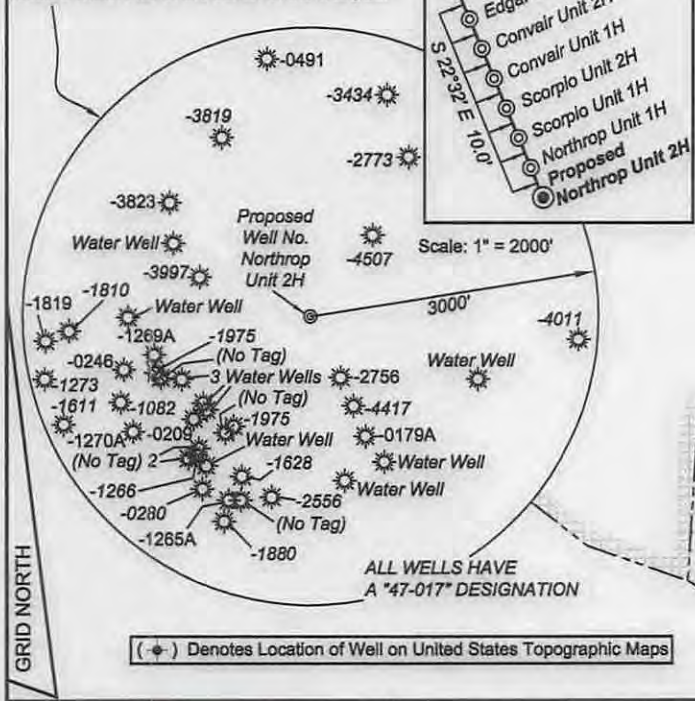 Edgar
Convair Unit 2H
Convair Unit 1H
Scorpio Unit 2H
Scorpio Unit 1H
Northrop Unit 1H
Proposed
Northrop Unit 2H
S 22°32' E 10.0'
-0491
-3434
-3819
-2773
-3823
Proposed
Well No.
Northrop
Unit 2H
Water Well
-4507
Scale: 1" = 2000'
-3997
3000'
-1819
-1810
Water Well
-4011
-1269A
-1975
(No Tag)
-0246
Water Well
3 Water Wells
-2756
-1273
(No Tag)
-1611
-1082
-1975
-4417
-1270A
-0209
Water Well
-0179A
(No Tag) 2
-1628
Water Well
-1266
Water Well
-0280
-2556
(No Tag)
-1265A
-1880
ALL WELLS HAVE
A "47-017" DESIGNATION
GRID NORTH
( ) Denotes Location of Well on United States Topographic Maps